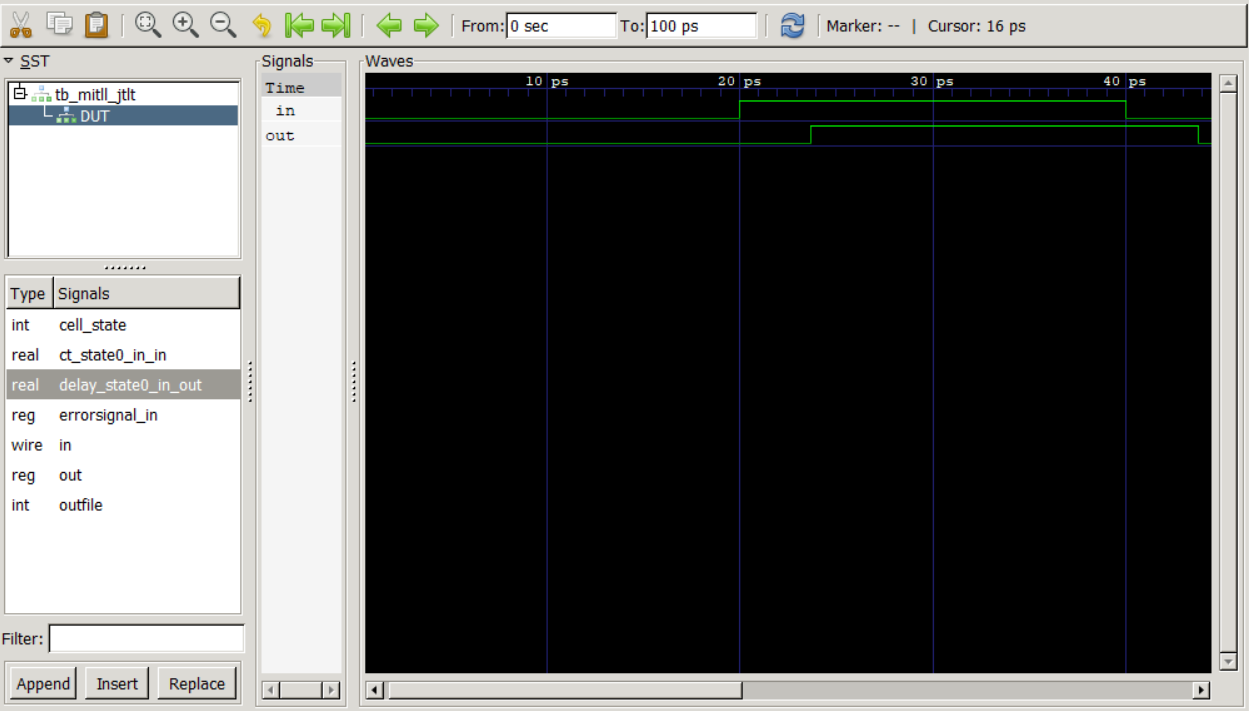 From: 0 sec To: 100 ps Marker: -- | Cursor: 16 ps
SST
tb_mitll_jtlt
DUT
Type Signals
int cell_state
real ct_state0_in_in
real delay_state0_in_out
reg errorsignal_in
wire in
reg out
int outfile
Filter:
Append Insert Replace
Signals
Time
in
out
Waves
10 ps 20 ps 30 ps 40 ps